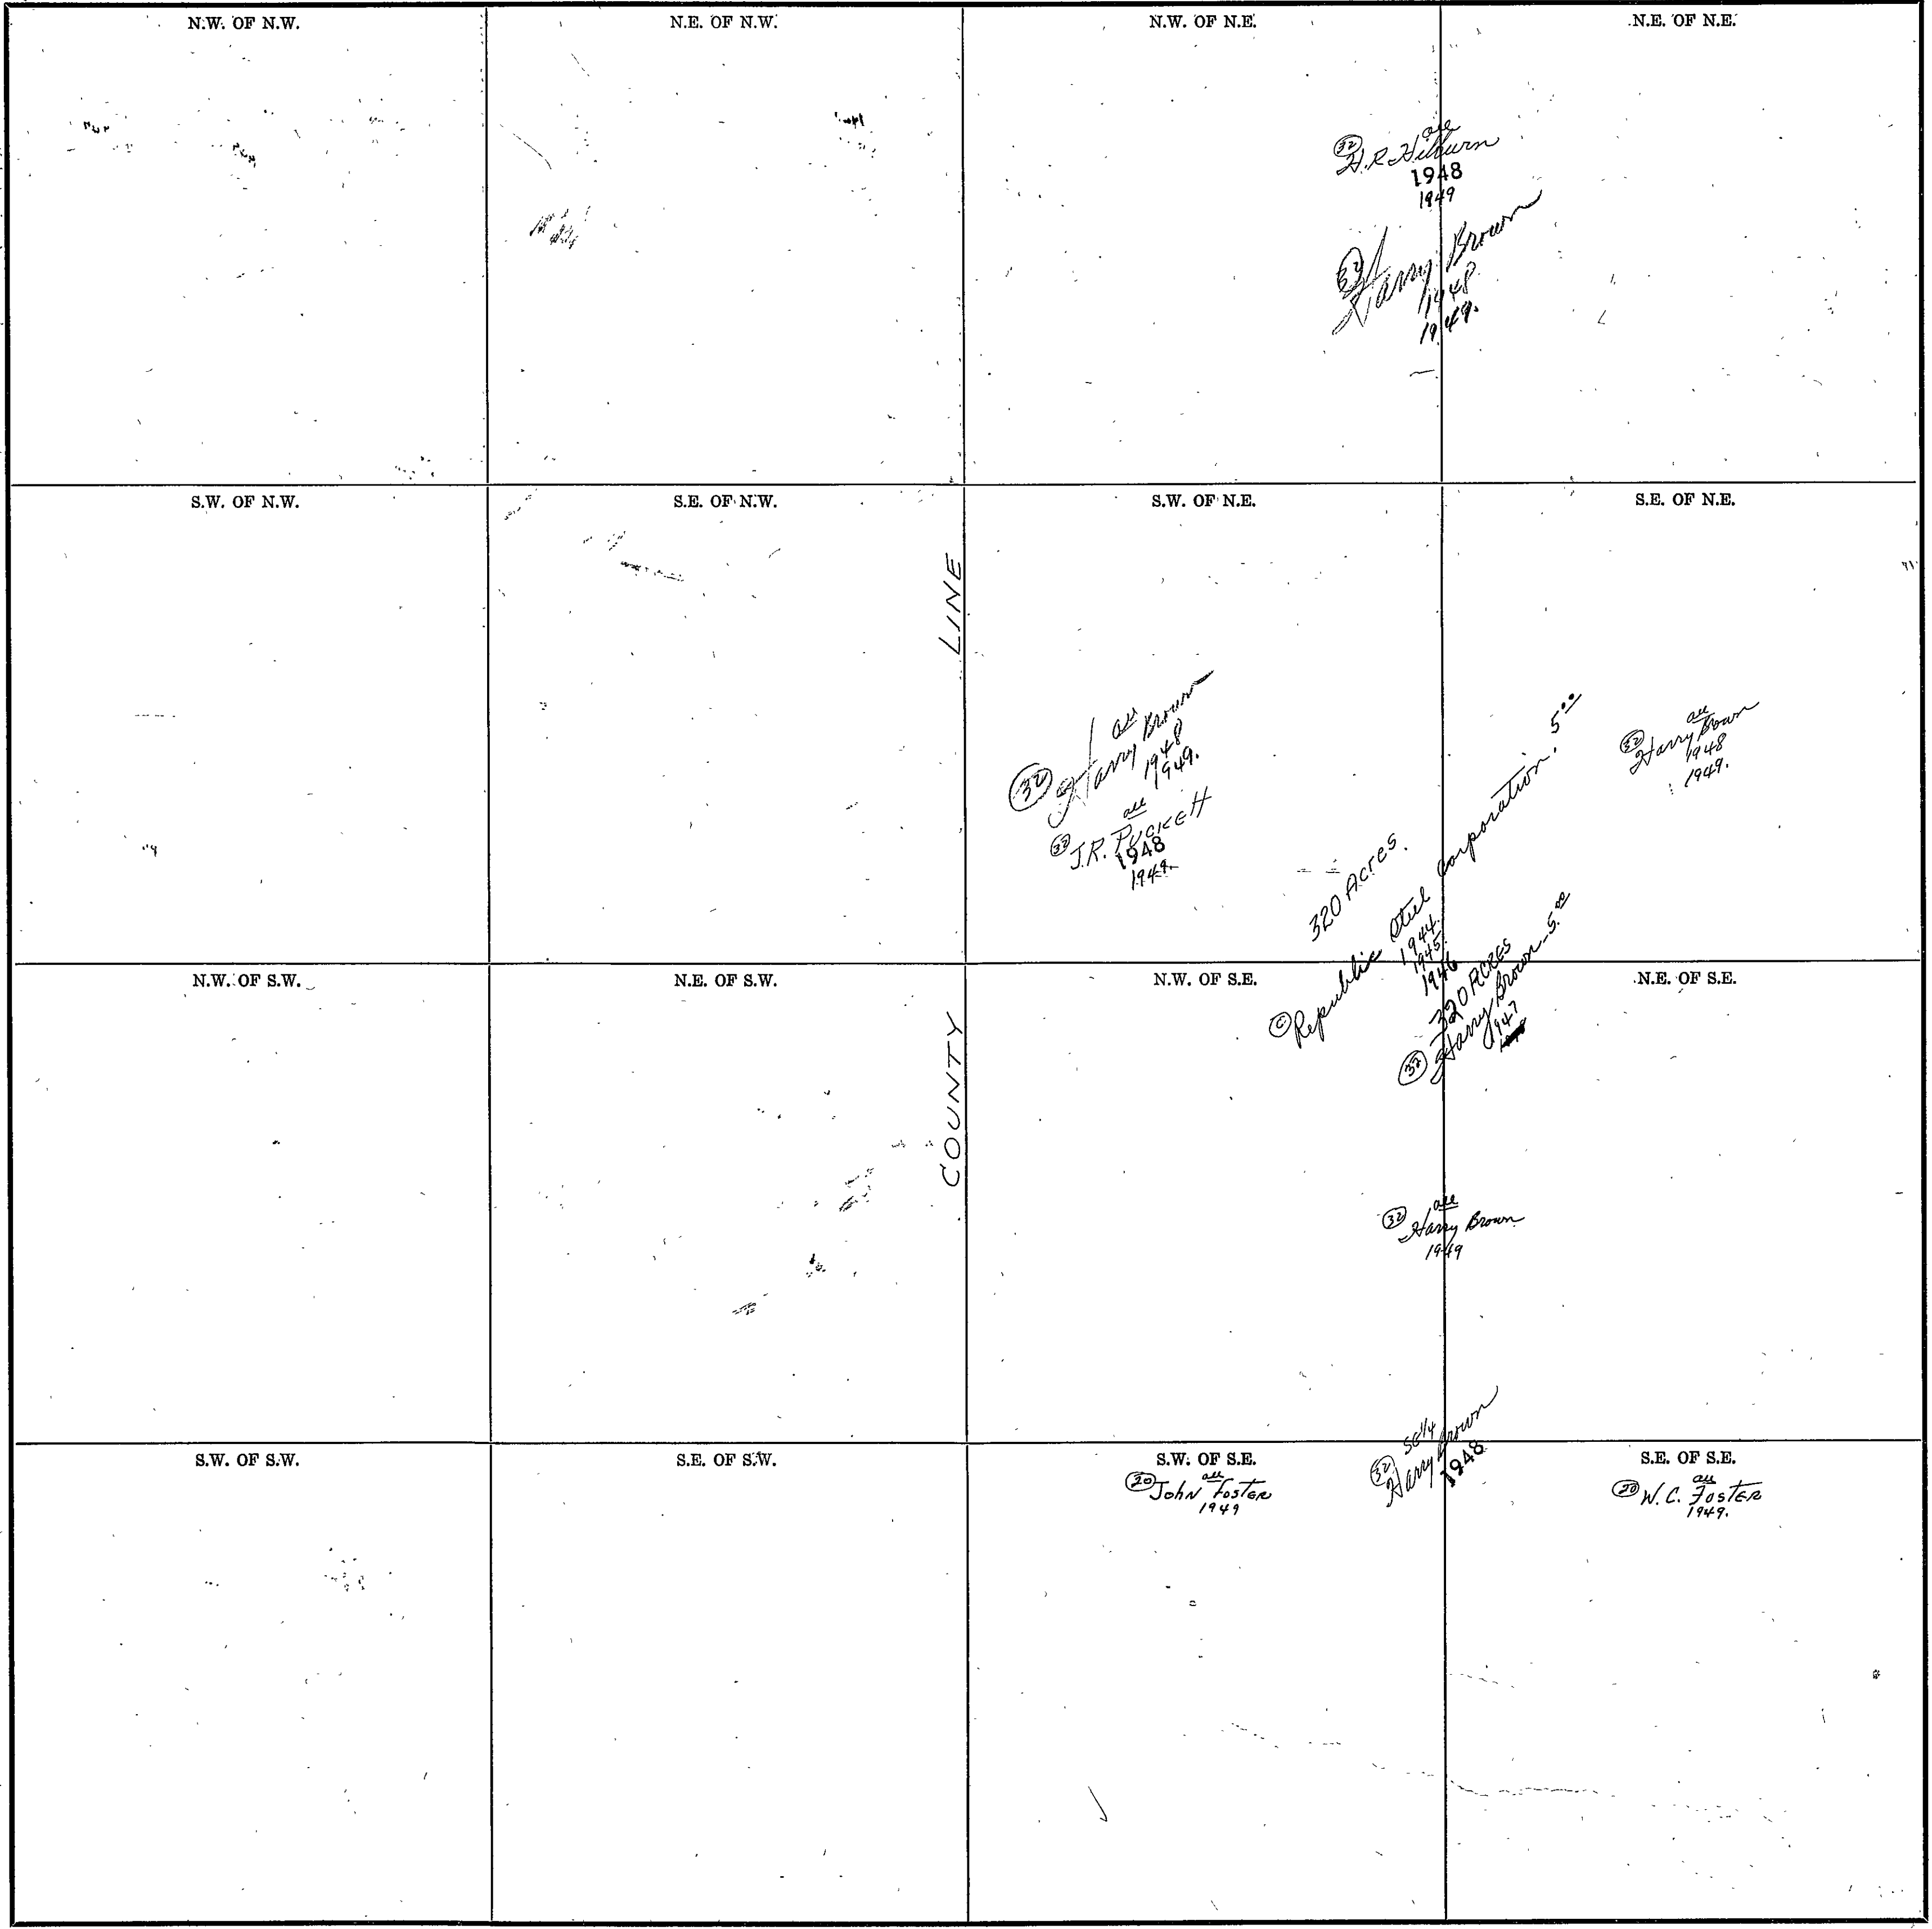 N.W. OF N.W.
N.E. OF N.W.
N.W. OF N.E.
N.E. OF N.E.
all
32 H.R. Hilburn
1948
1949
32 Harry Brown
1948
1949.
S.W. OF N.W.
S.E. OF N.W.
S.W. OF N.E.
S.E. OF N.E.
COUNTY LINE
all
32 Harry Brown
1948
1949.
all
32 J.R. PUCKETT
1948
1949.
all
32 Harry Brown
1948
1949.
320 Acres.
C Republic Steel Corporation. 5.00
1944.
1945.
1946
320 ACRES
32 Harry Brown - 5.00
1947
N.W. OF S.W.
N.E. OF S.W.
N.W. OF S.E.
N.E. OF S.E.
all
32 Harry Brown
1949
SE1/4
32 Harry Brown
1948
S.W. OF S.W.
S.E. OF S.W.
S.W. OF S.E.
all
20 John Foster
1949
S.E. OF S.E.
all
20 W. C. Foster
1949.